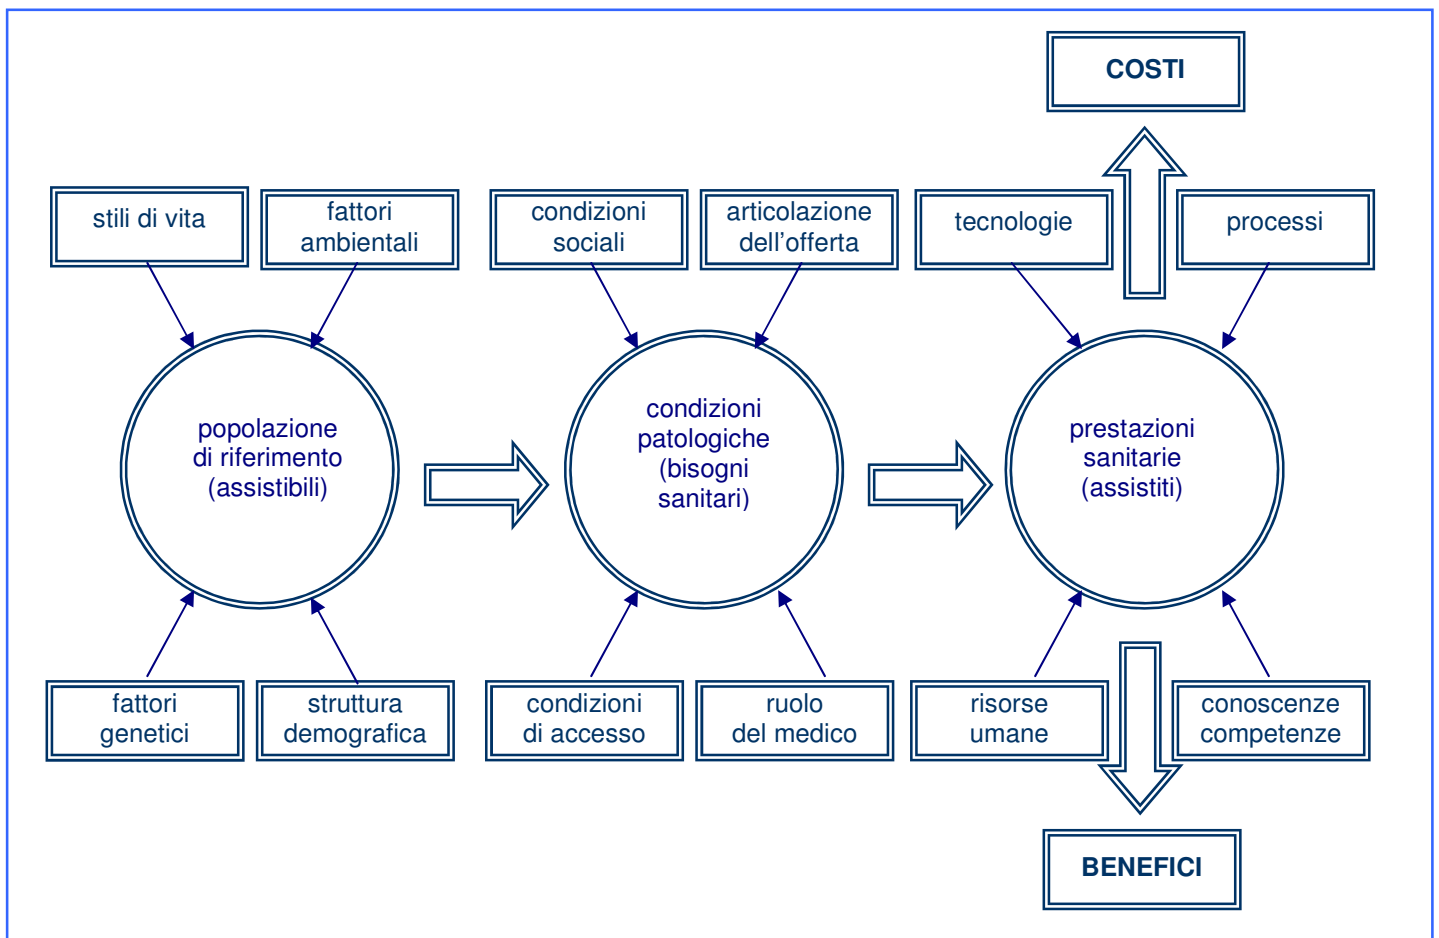 COSTI
stili di vita
fattori
ambientali
condizioni
sociali
articolazione
dell'offerta
tecnologie
processi
popolazione
di riferimento
(assistibili)
condizioni
patologiche
(bisogni
sanitari)
prestazioni
sanitarie
(assistiti)
fattori
genetici
struttura
demografica
condizioni
di accesso
ruolo
del medico
risorse
umane
conoscenze
competenze
BENEFICI